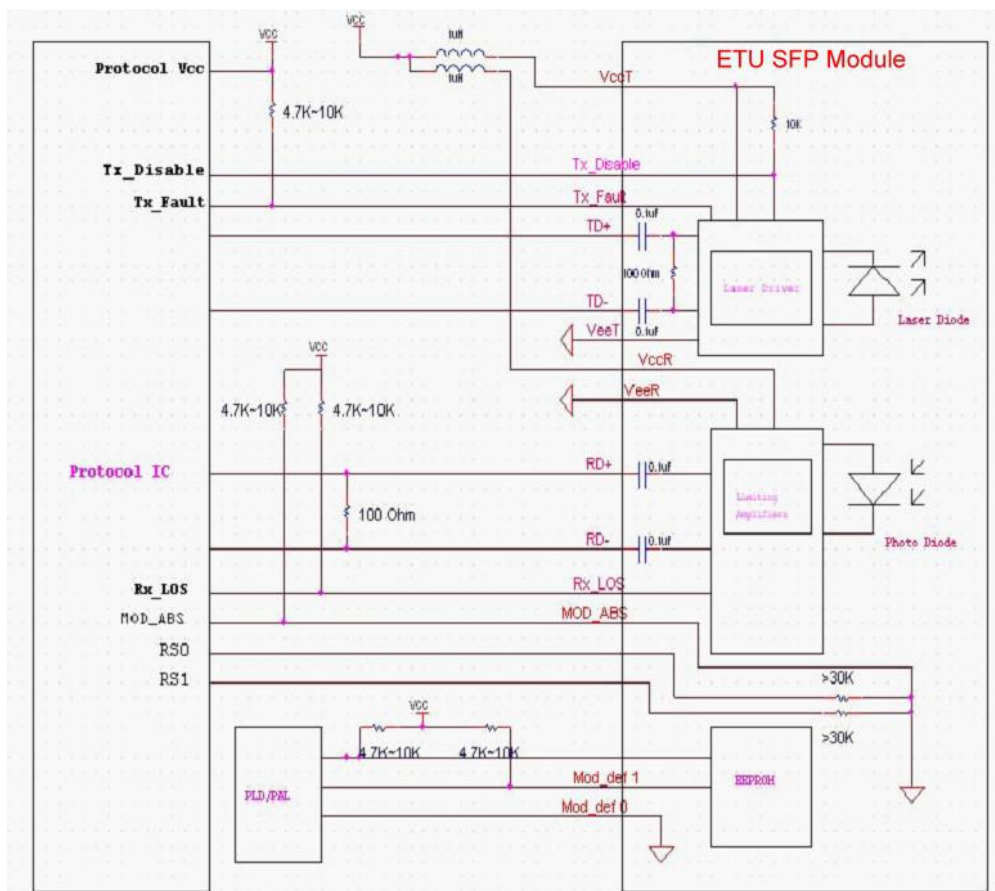 Vcc
Vcc
1uH
1uH
Protocol Vcc
4.7K~10K
ETU SFP Module
VccT
10K
Tx_Disable
Tx_Disable
Tx_Fault
Tx_Fault
0.1uf
TD+
100 Ohm
TD-
0.1uf
Laser Driver
Laser Diode
VeeT
VccR
VeeR
Vcc
4.7K~10K
4.7K~10K
Protocol IC
RD+
0.1uf
100 Ohm
RD-
0.1uf
Limiting
Amplifiers
Photo Diode
Rx_LOS
Rx_LOS
MOD_ABS
MOD_ABS
RS0
RS1
>30K
>30K
Vcc
4.7K~10K
4.7K~10K
PLD/PAL
Mod_def 1
Mod_def 0
EEPROM